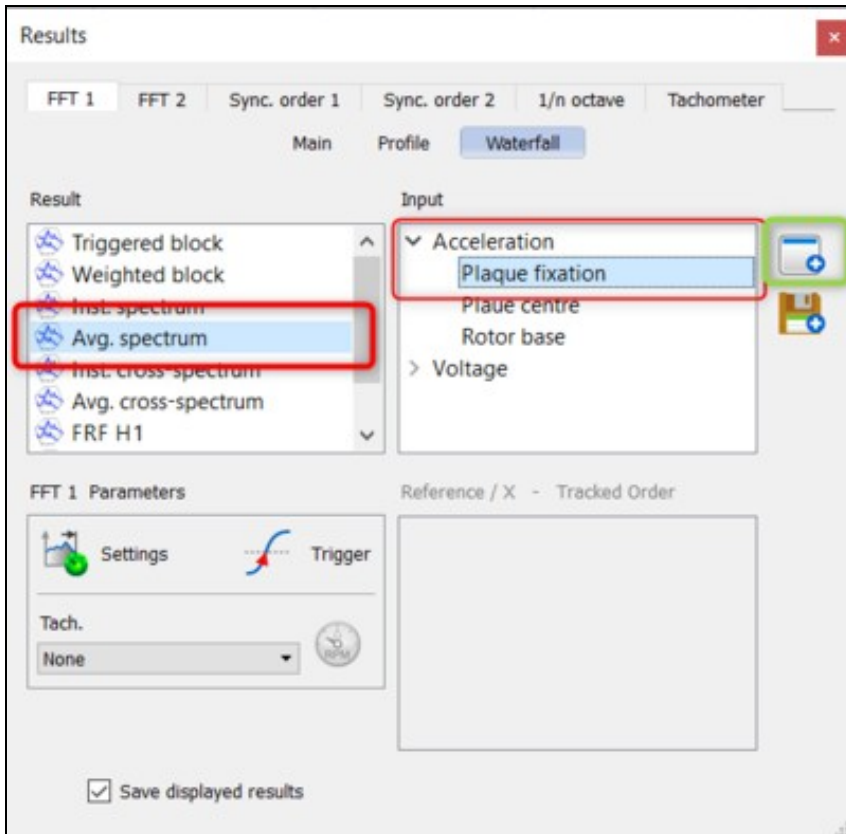 Results
FFT 1 FFT 2 Sync. order 1 Sync. order 2 1/n octave Tachometer
Main Profile Waterfall
Result
Triggered block
Weighted block
Inst. spectrum
Avg. spectrum
Inst. cross-spectrum
Avg. cross-spectrum
FRF H1
Input
Acceleration
Plaque fixation
Plaue centre
Rotor base
Voltage
FFT 1 Parameters
Settings Trigger
Tach.
None
RPM
Reference / X - Tracked Order
Save displayed results